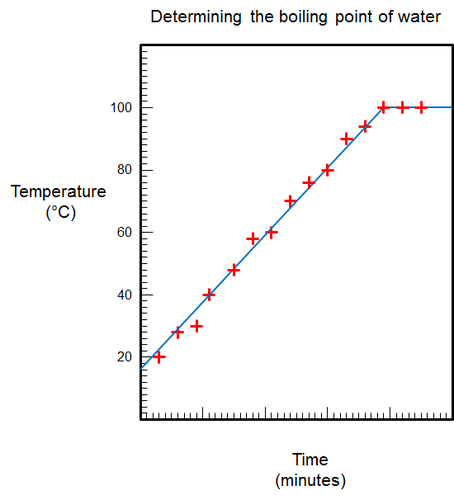 Determining the boiling point of water
100
80
Temperature
(°C)
60
40
20
Time
(minutes)